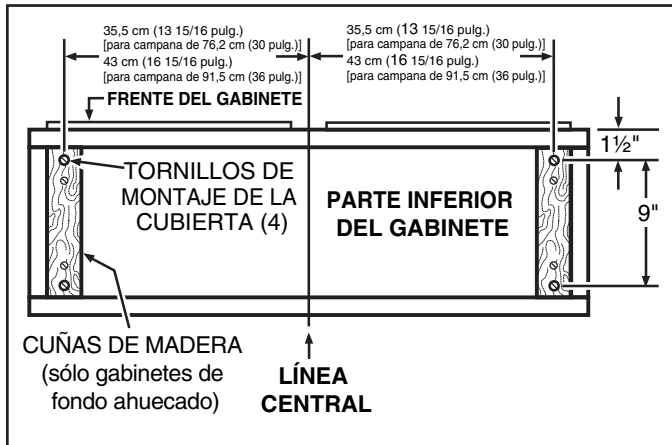 35,5 cm (13 15/16 pulg.)
[para campana de 76,2 cm (30 pulg.)]
43 cm (16 15/16 pulg.)
[para campana de 91,5 cm (36 pulg.)]
35,5 cm (13 15/16 pulg.)
[para campana de 76,2 cm (30 pulg.)]
43 cm (16 15/16 pulg.)
[para campana de 91,5 cm (36 pulg.)]
FRENTE DEL GABINETE
1½"
TORNILLOS DE
MONTAJE DE LA
CUBIERTA (4)
PARTE INFERIOR
DEL GABINETE
9"
CUÑAS DE MADERA
(sólo gabinetes de
fondo ahuecado)
LÍNEA
CENTRAL